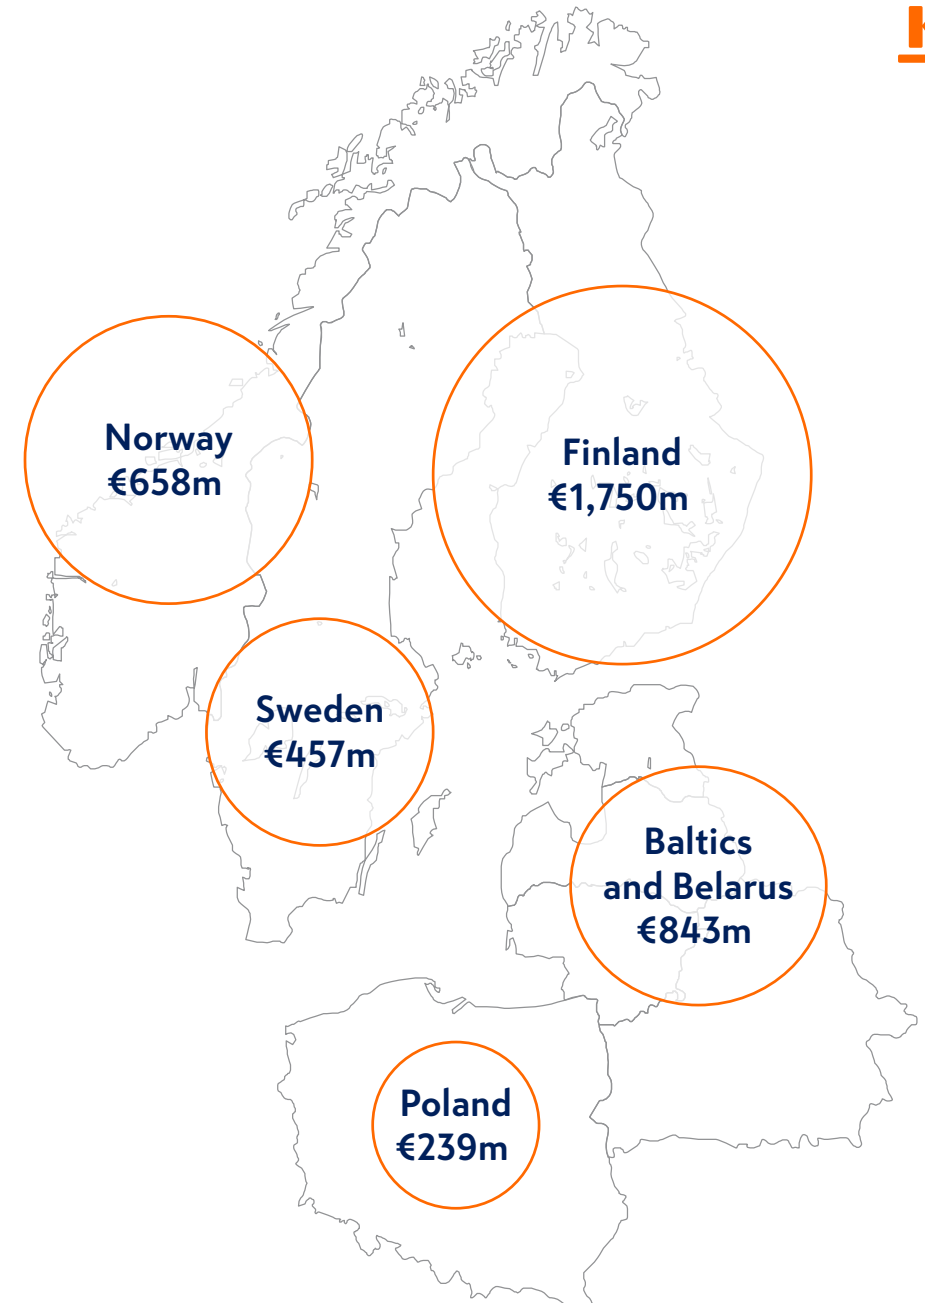 Norway
€658m
Finland
€1,750m
Sweden
€457m
Baltics
and Belarus
€843m
Poland
€239m